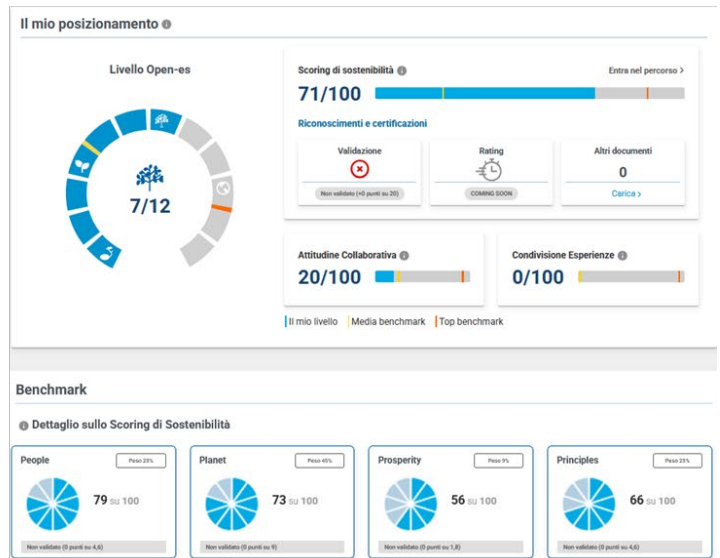 Il mio posizionamento
Livello Open-es
7/12
Scoring di sostenibilità
Entra nel percorso >
71/100
Riconoscimenti e certificazioni
Validazione
Non validato (+0 punti su 20)
Rating
COMING SOON
Altri documenti
0
Carica >
Attitudine Collaborativa
20/100
Condivisione Esperienze
0/100
Il mio livello
Media benchmark
Top benchmark
Benchmark
Dettaglio sullo Scoring di Sostenibilità
People
Peso 23%
79 su 100
Non validato (0 punti su 4,6)
Planet
Peso 45%
73 su 100
Non validato (0 punti su 9)
Prosperity
Peso 9%
56 su 100
Non validato (0 punti su 1,8)
Principles
Peso 23%
66 su 100
Non validato (0 punti su 4,6)